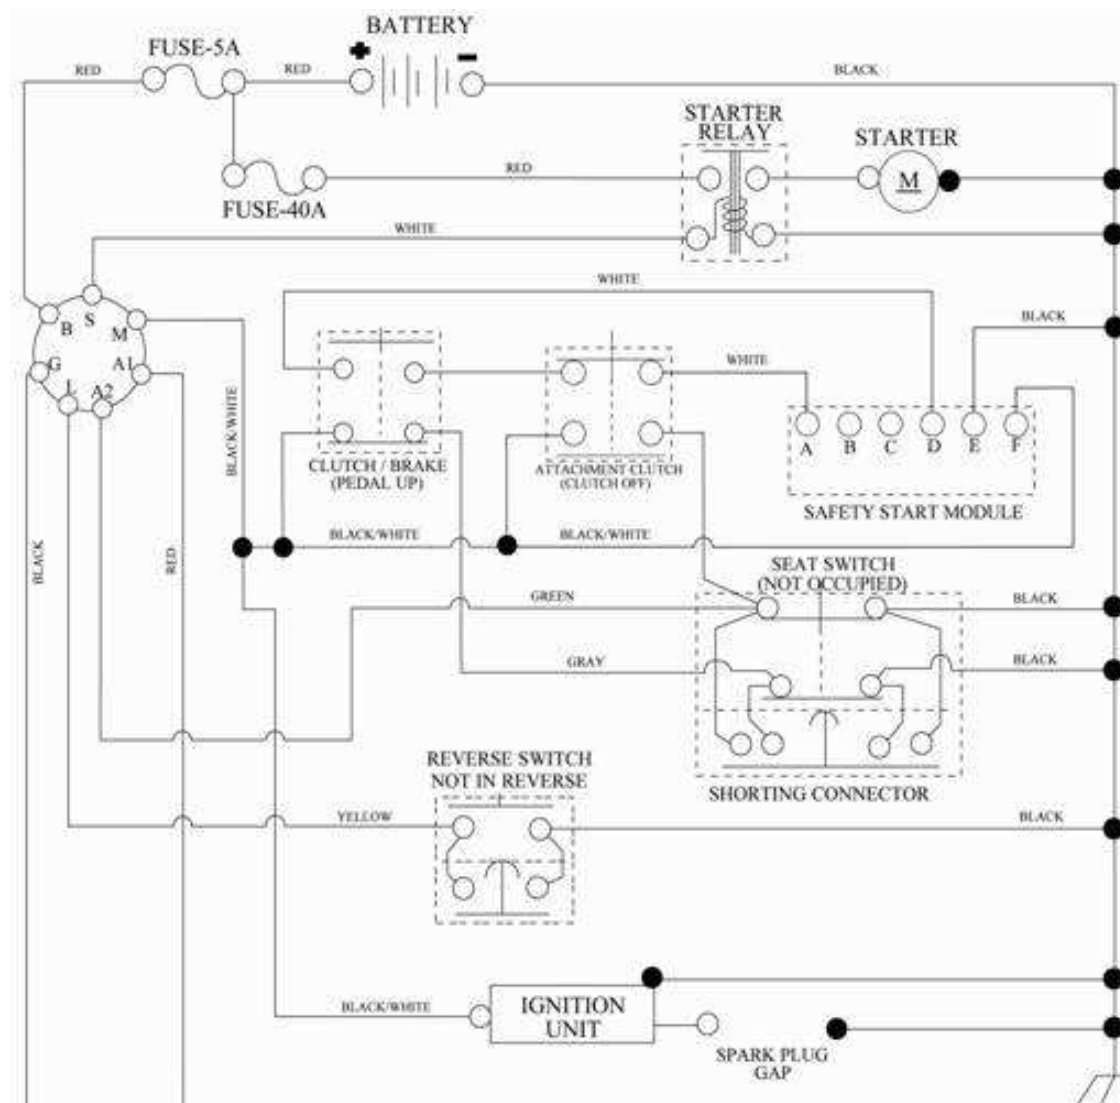 BATTERY
FUSE-5A
+
-
RED
RED
BLACK
STARTER
RELAY
STARTER
RED
M
FUSE-40A
WHITE
WHITE
B
S
M
G
A1
L
A2
BLACK
WHITE
BLACK/WHITE
A
B
C
D
E
F
CLUTCH / BRAKE
(PEDAL UP)
ATTACHMENT CLUTCH
(CLUTCH OFF)
SAFETY START MODULE
BLACK/WHITE
BLACK/WHITE
BLACK
RED
SEAT SWITCH
(NOT OCCUPIED)
GREEN
BLACK
GRAY
BLACK
REVERSE SWITCH
NOT IN REVERSE
SHORTING CONNECTOR
YELLOW
BLACK
BLACK/WHITE
IGNITION
UNIT
SPARK PLUG
GAP